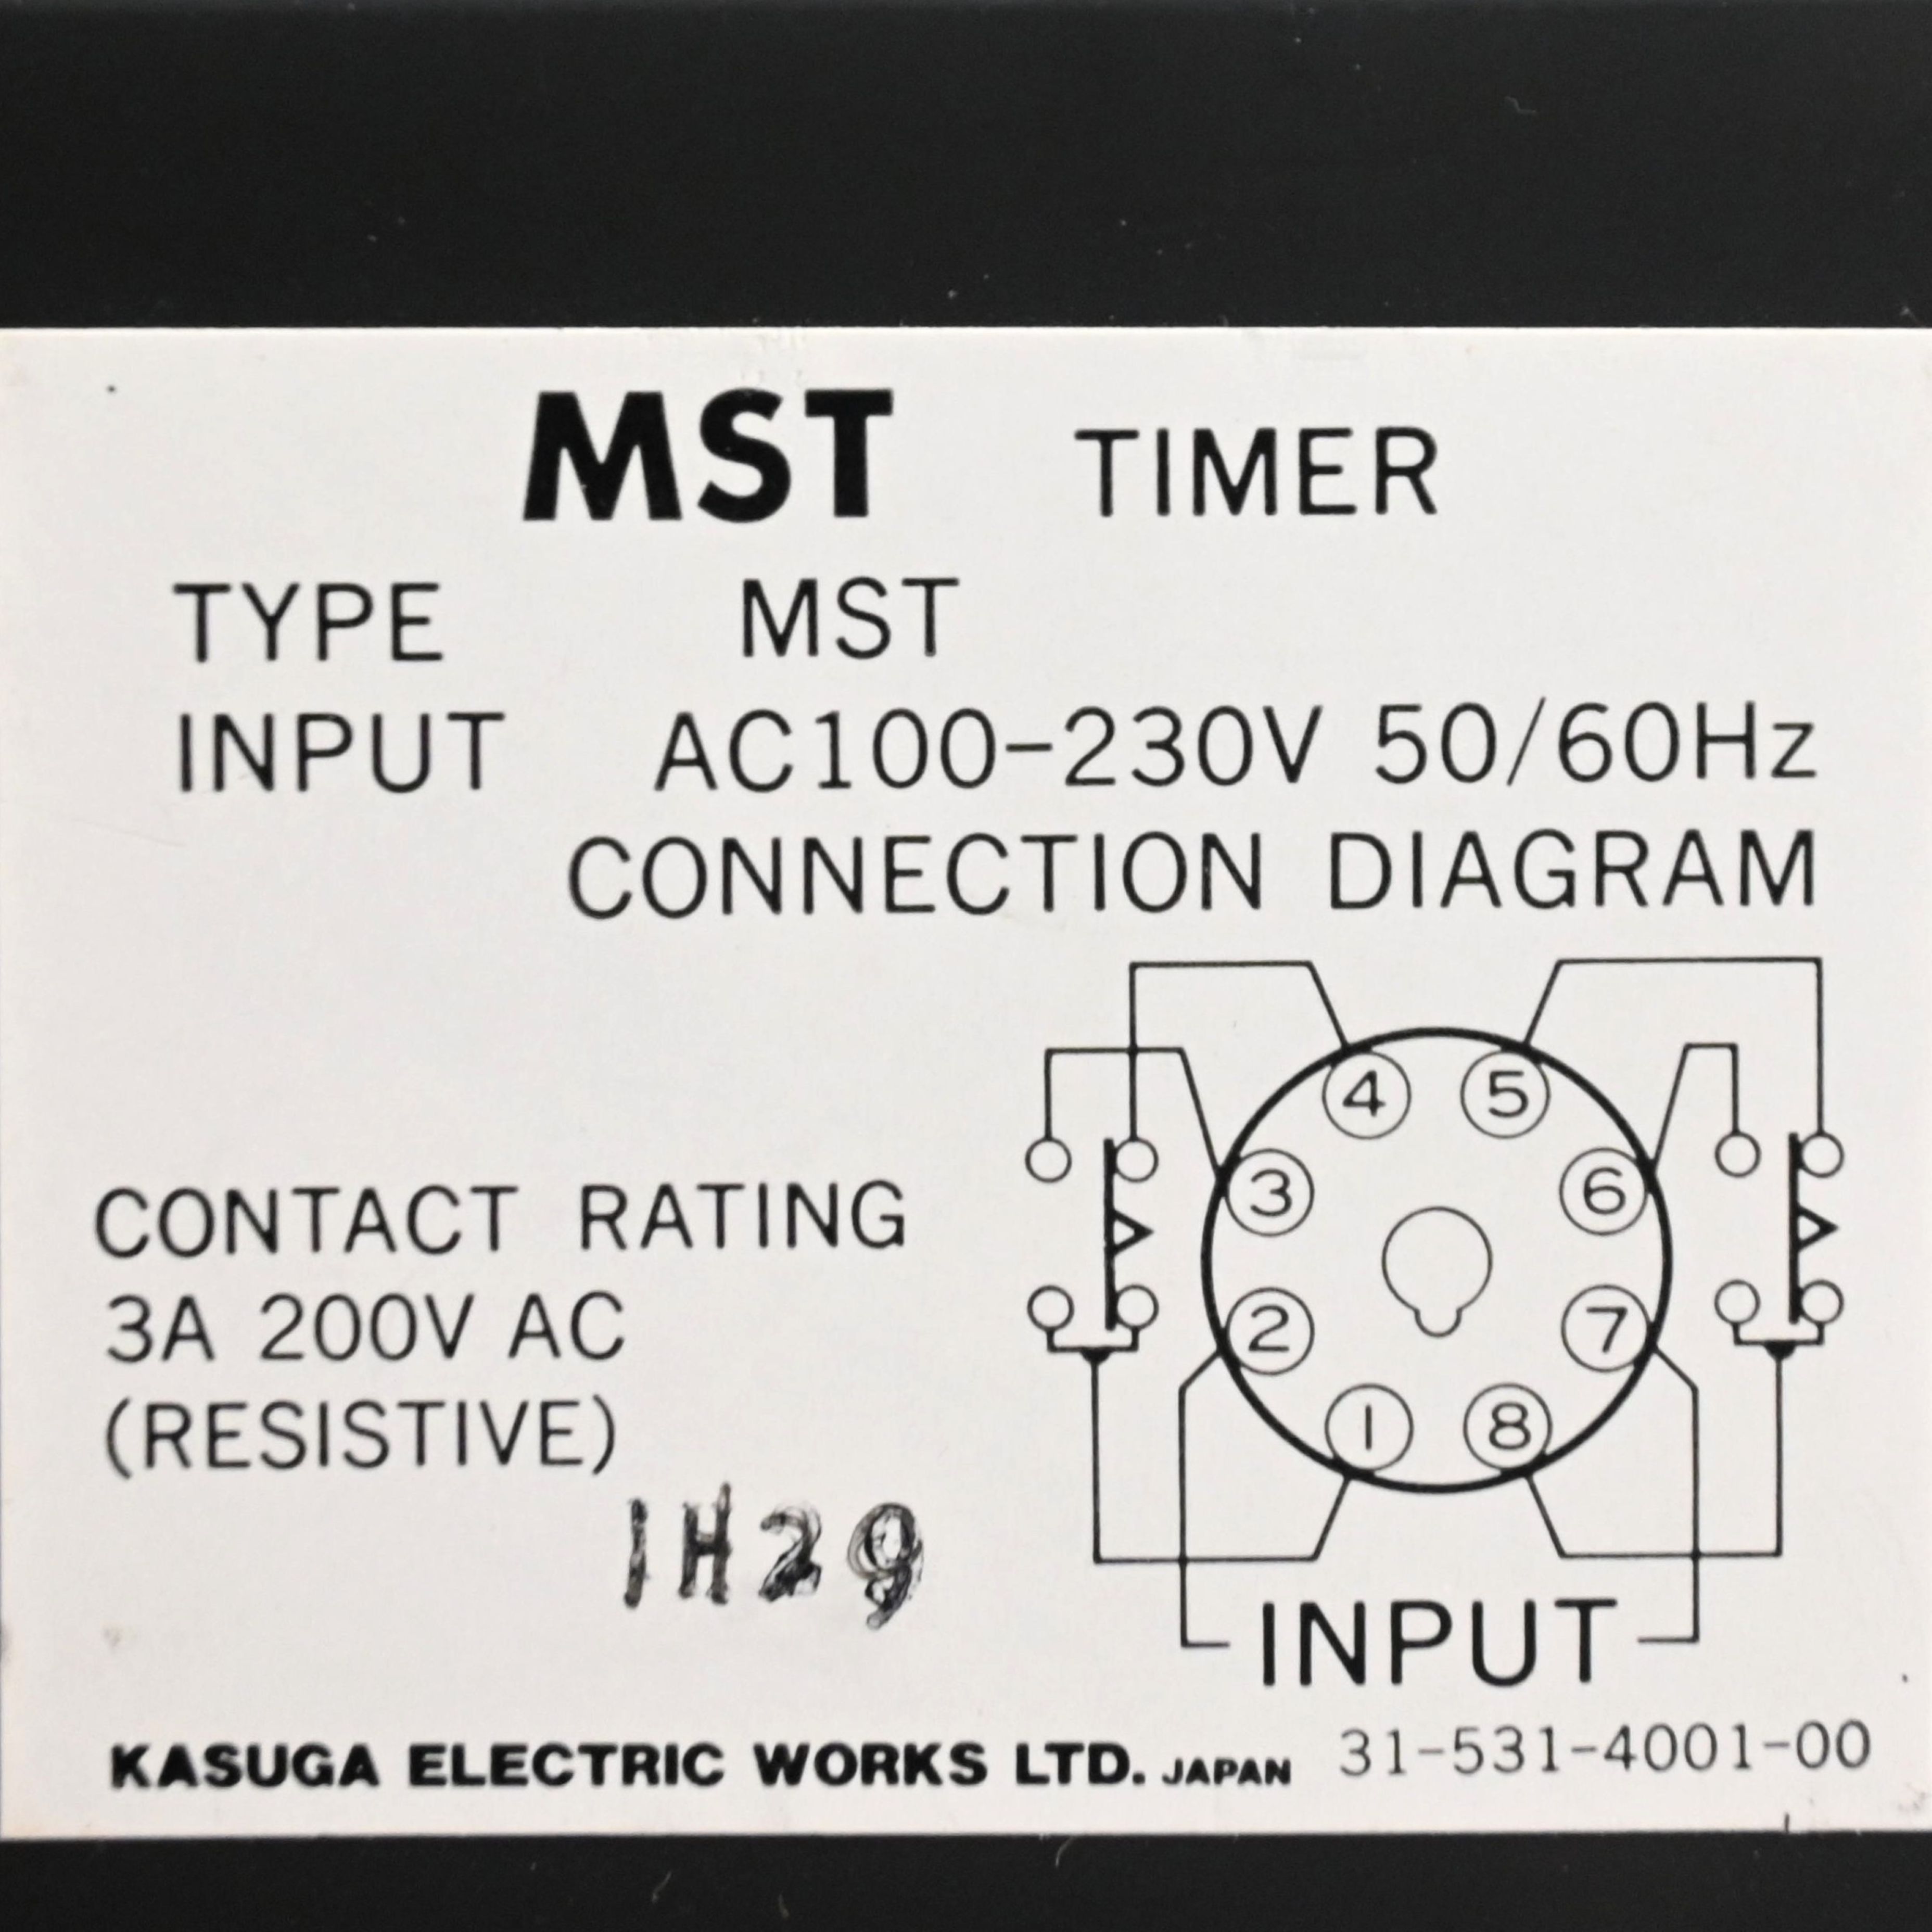 MST TIMER
TYPE MST
INPUT AC100-230V 50/60Hz
CONNECTION DIAGRAM
4 5
3 6
2 7
1 8
CONTACT RATING
3A 200V AC
(RESISTIVE)
1H29
INPUT
KASUGA ELECTRIC WORKS LTD. JAPAN 31-531-4001-00